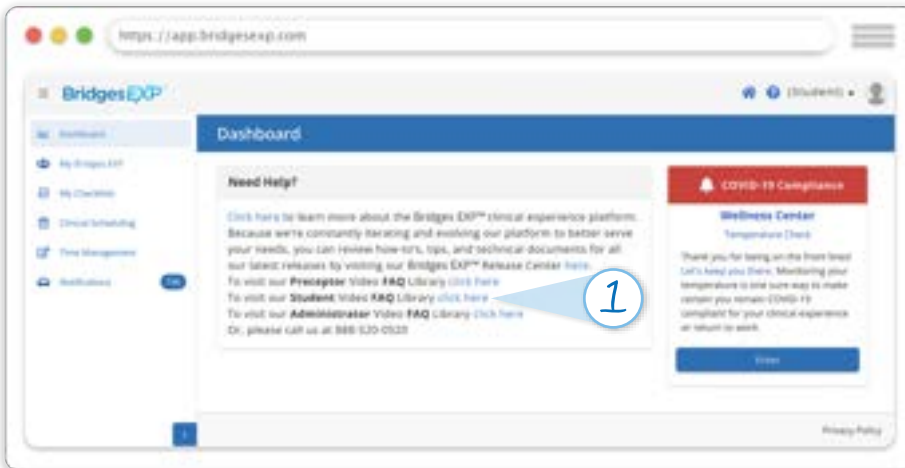 https://app.bridgesexp.com
BridgesEXP
(Student)
Dashboard
Dashboard
My Bridges EXP
My Checklist
Clinical Scheduling
Time Management
Notifications
Need Help?
Click here to learn more about the Bridges EXP™ clinical experience platform.
Because we're constantly iterating and evolving our platform to better serve
your needs, you can review how-to's, tips, and technical documents for all
our latest releases by visiting our Bridges EXP™ Release Center here.
To visit our Preceptor Video FAQ Library click here
To visit our Student Video FAQ Library click here
To visit our Administrator Video FAQ Library click here
Or, please call us at 888-520-0520
1
COVID-19 Compliance
Wellness Center
Temperature Check
Thank you for being on the front lines!
Let's keep you there. Monitoring your
temperature is one sure way to make
certain you remain COVID-19
compliant for your clinical experience
or return to work.
Enter
Privacy Policy